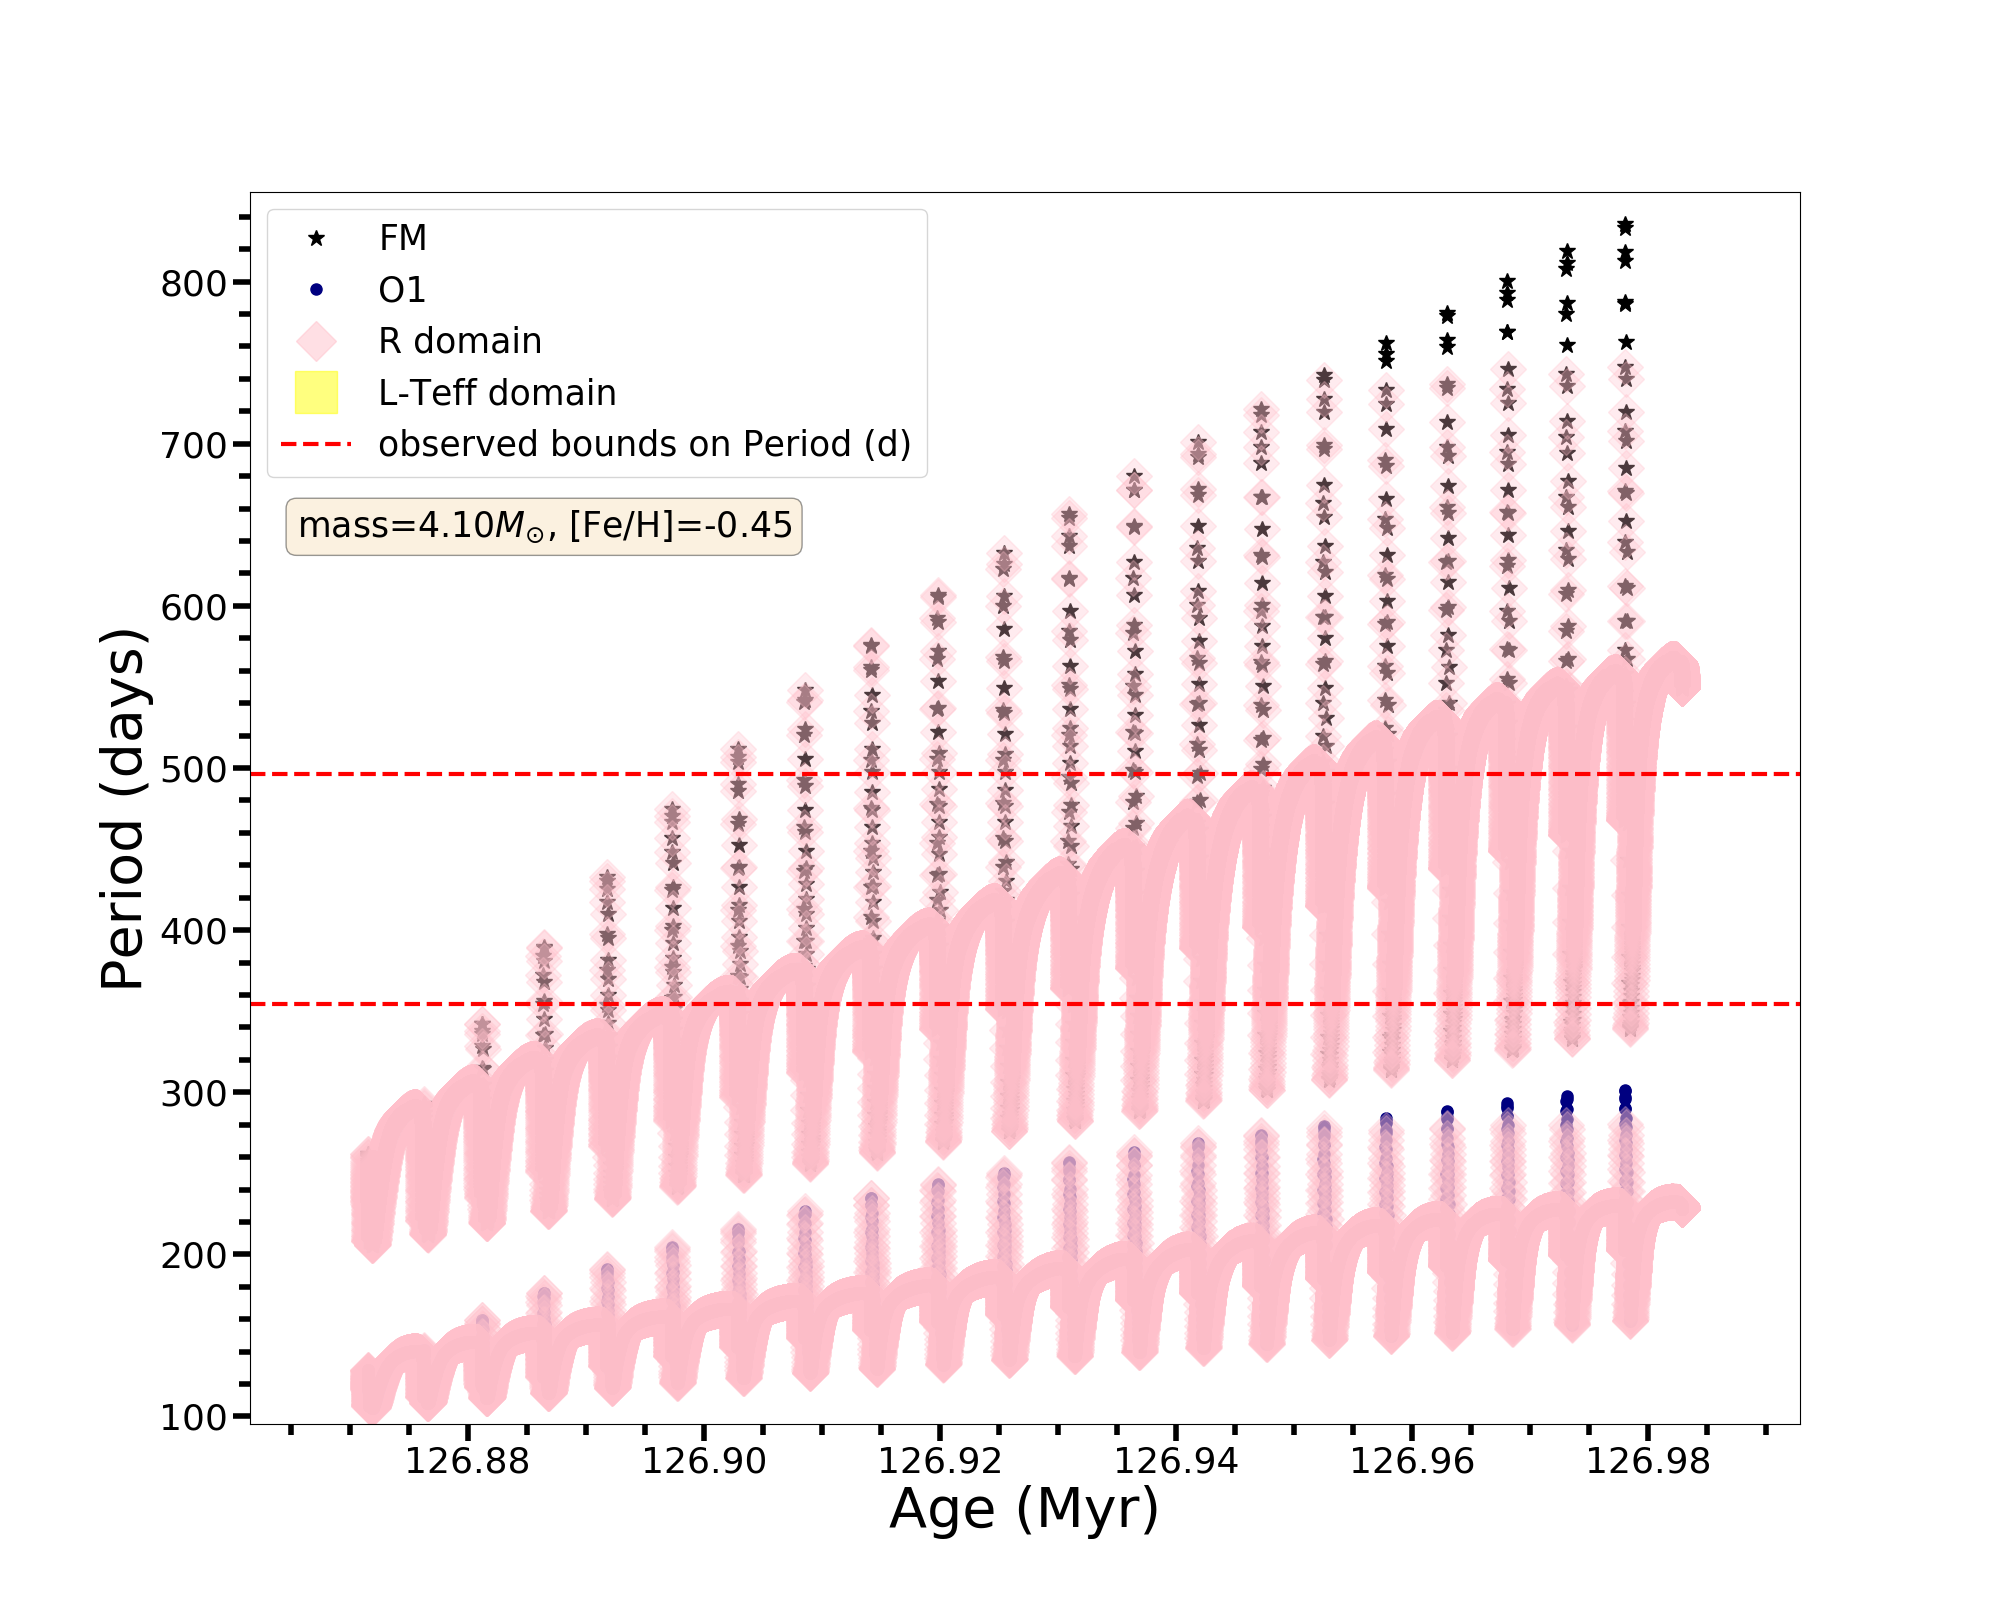 FM
O1
R domain
L-Teff domain
observed bounds on Period (d)
mass=4.10M⊙, [Fe/H]=-0.45
Period (days)
800
700
600
500
400
300
200
100
126.88 126.90 126.92 126.94 126.96 126.98
Age (Myr)